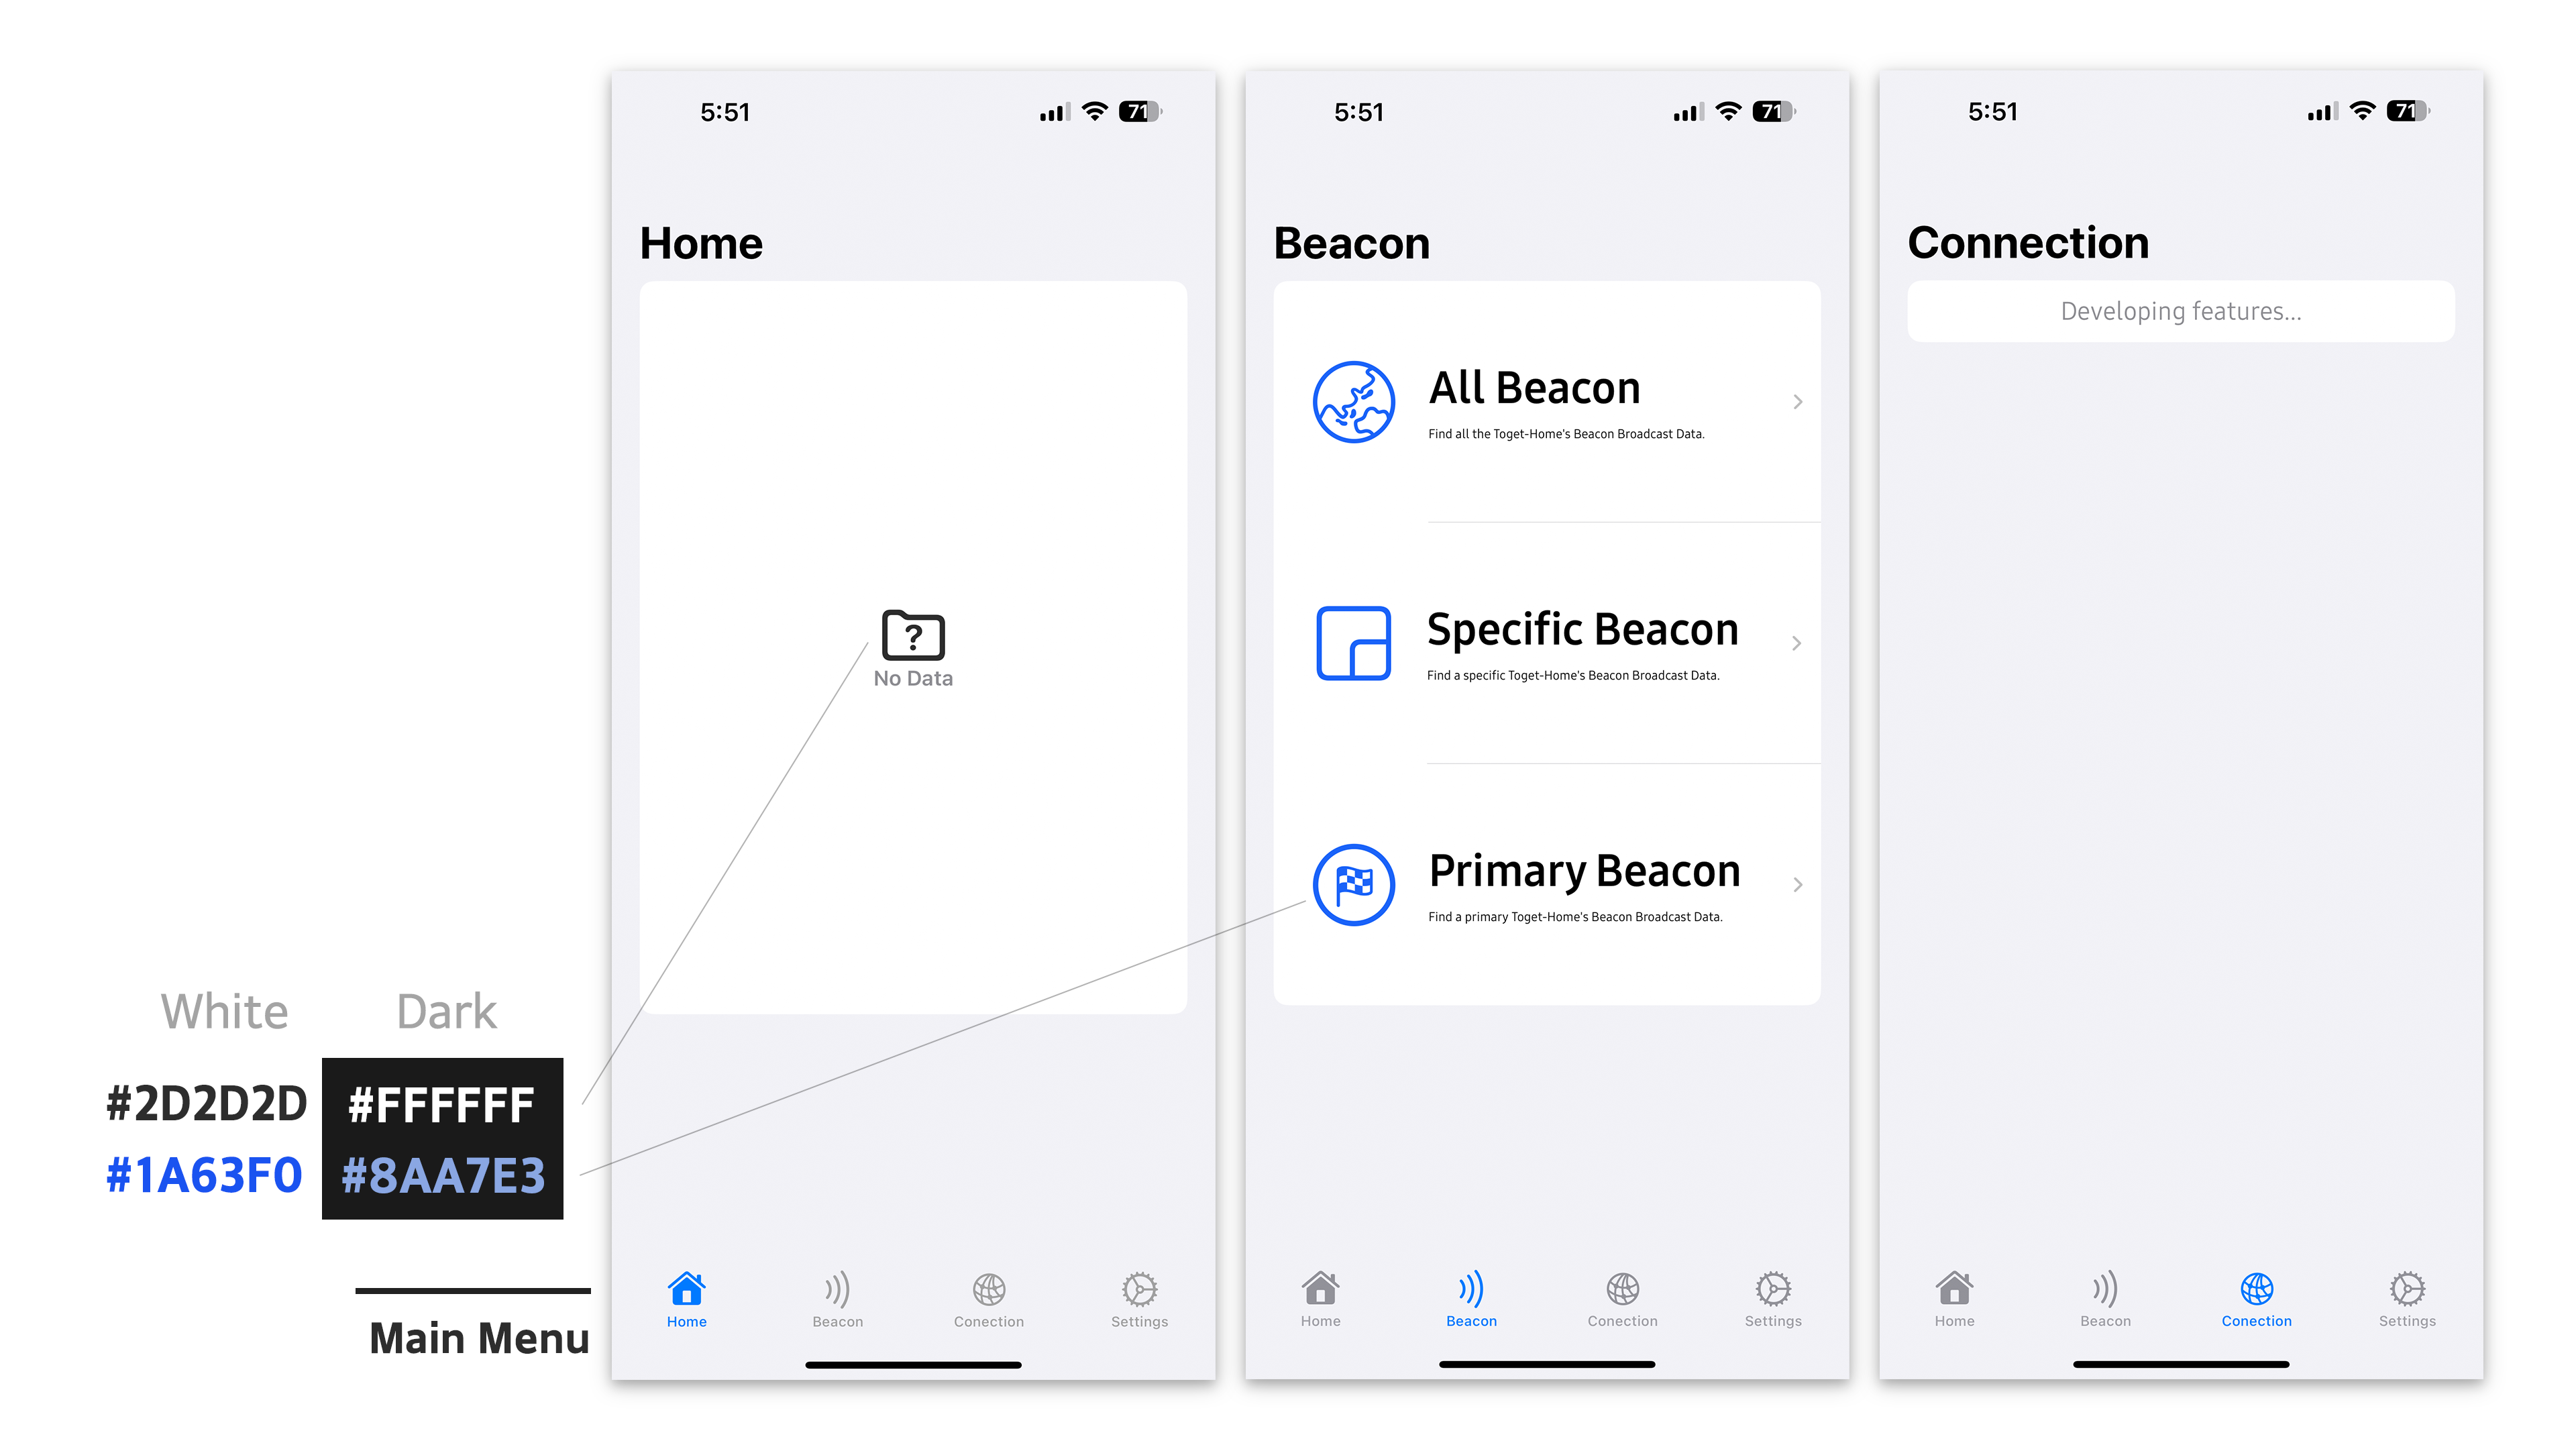 White Dark
#2D2D2D #FFFFFF
#1A63F0 #8AA7E3
Main Menu
5:51 71
Home
No Data
Home Beacon Conection Settings
5:51 71
Beacon
All Beacon
Find all the Toget-Home's Beacon Broadcast Data.
Specific Beacon
Find a specific Toget-Home's Beacon Broadcast Data.
Primary Beacon
Find a primary Toget-Home's Beacon Broadcast Data.
Home Beacon Conection Settings
5:51 71
Connection
Developing features...
Home Beacon Conection Settings